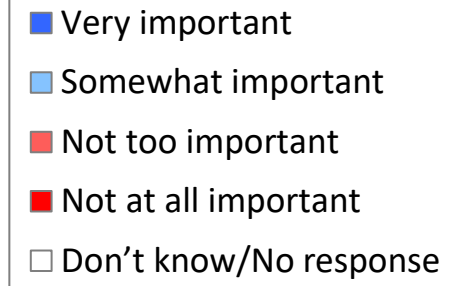 Very important
Somewhat important
Not too important
Not at all important
Don’t know/No response